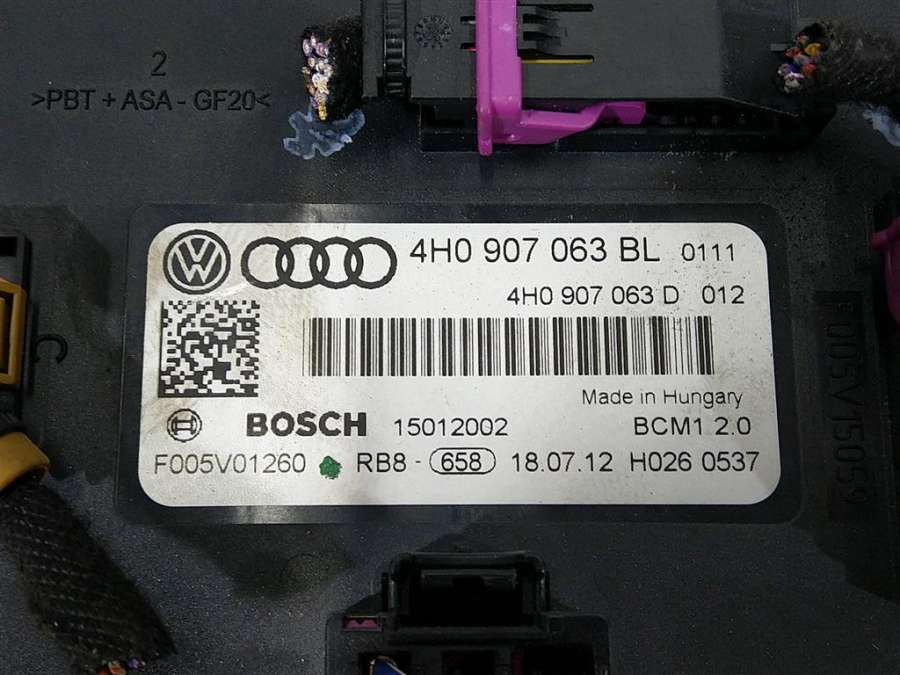 2
>PBT + ASA - GF20<
4H0 907 063 BL 0111
4H0 907 063 D 012
Made in Hungary
BOSCH 15012002 BCM1 2.0
F005V01260 RB8 - 658 18.07.12 H026 0537
C
F005V15069